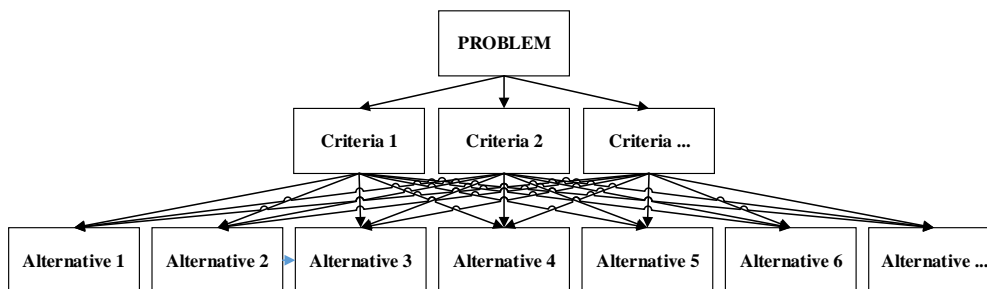 PROBLEM
Criteria 1
Criteria 2
Criteria ...
Alternative 1
Alternative 2
Alternative 3
Alternative 4
Alternative 5
Alternative 6
Alternative ...